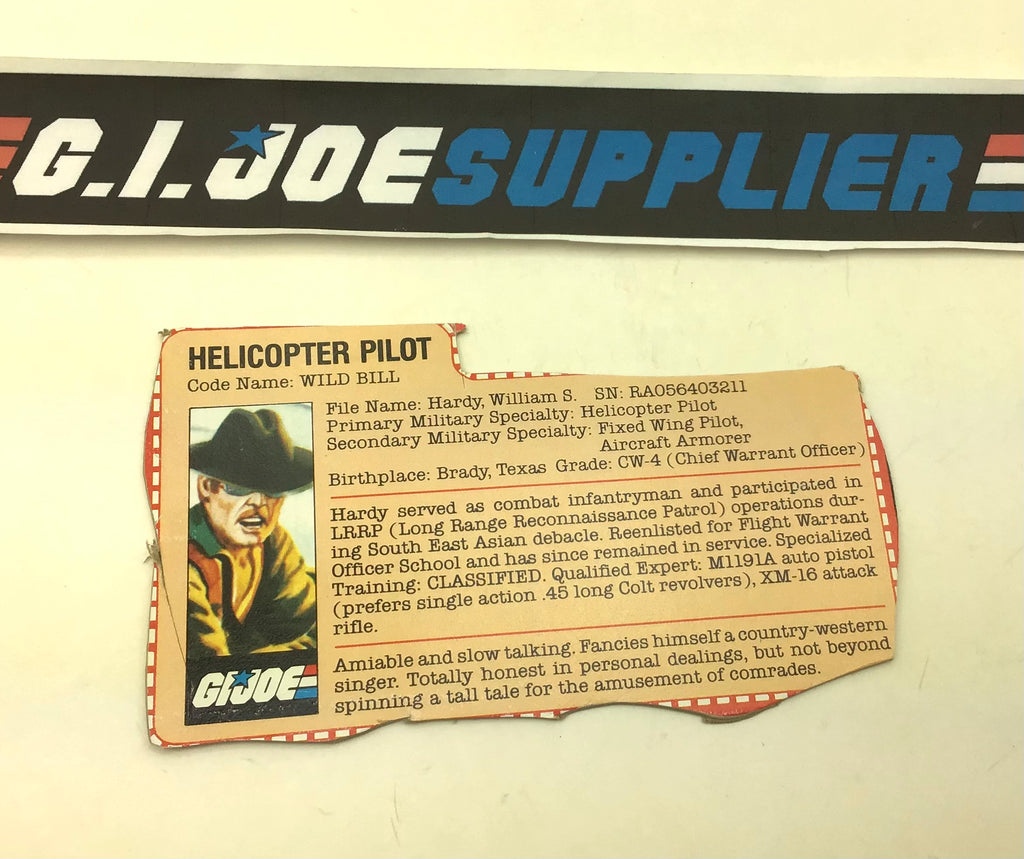 G.I. JOE SUPPLIER
HELICOPTER PILOT
Code Name: WILD BILL
File Name: Hardy, William S. SN: RA056403211
Primary Military Specialty: Helicopter Pilot
Secondary Military Specialty: Fixed Wing Pilot,
Aircraft Armorer
Birthplace: Brady, Texas Grade: CW-4 (Chief Warrant Officer)
Hardy served as combat infantryman and participated in
LRRP (Long Range Reconnaissance Patrol) operations dur-
ing South East Asian debacle. Reenlisted for Flight Warrant
Officer School and has since remained in service. Specialized
Training: CLASSIFIED. Qualified Expert: M1191A auto pistol
(prefers single action .45 long Colt revolvers), XM-16 attack
rifle.
Amiable and slow talking. Fancies himself a country-western
singer. Totally honest in personal dealings, but not beyond
spinning a tall tale for the amusement of comrades.
GI JOE